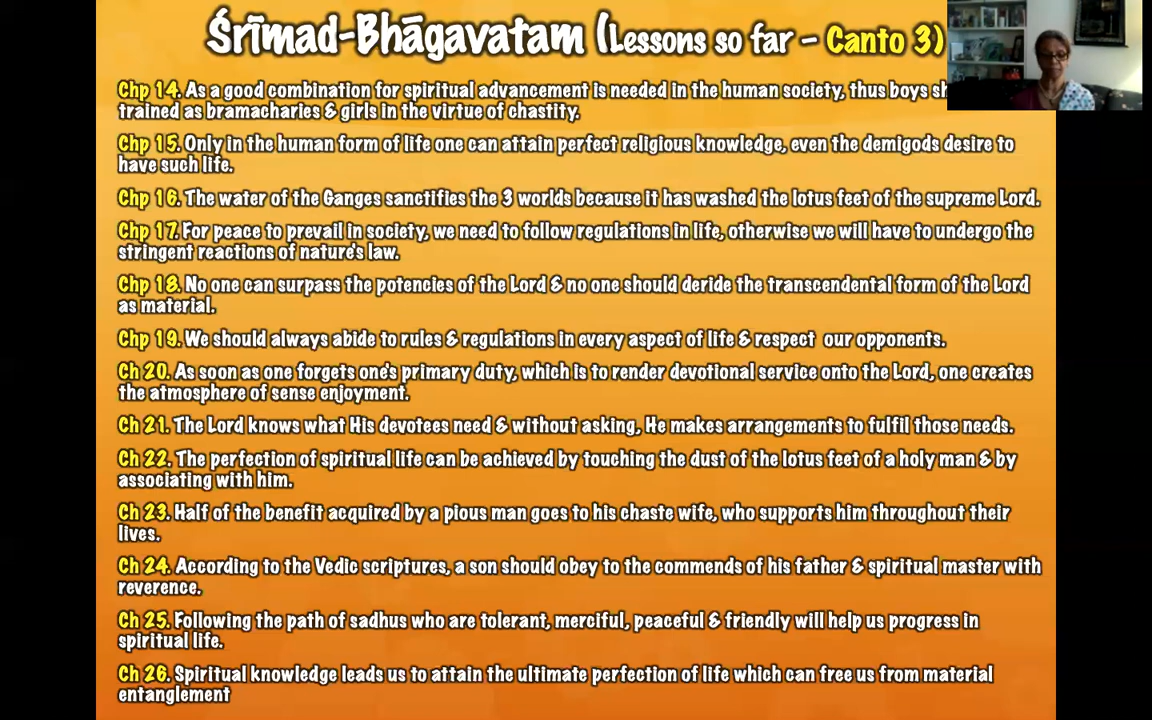 Śrīmad-Bhāgavatam (Lessons so far – Canto 3)
Chp 14. As a good combination for spiritual advancement is needed in the human society, thus boys sh
trained as bramacharies & girls in the virtue of chastity.
Chp 15. Only in the human form of life one can attain perfect religious knowledge, even the demigods desire to
have such life.
Chp 16. The water of the Ganges sanctifies the 3 worlds because it has washed the lotus feet of the supreme Lord.
Chp 17. For peace to prevail in society, we need to follow regulations in life, otherwise we will have to undergo the
stringent reactions of nature's law.
Chp 18. No one can surpass the potencies of the Lord & no one should deride the transcendental form of the Lord
as material.
Chp 19. We should always abide to rules & regulations in every aspect of life & respect our opponents.
Ch 20. As soon as one forgets one's primary duty, which is to render devotional service onto the Lord, one creates
the atmosphere of sense enjoyment.
Ch 21. The Lord knows what His devotees need & without asking, He makes arrangements to fulfil those needs.
Ch 22. The perfection of spiritual life can be achieved by touching the dust of the lotus feet of a holy man & by
associating with him.
Ch 23. Half of the benefit acquired by a pious man goes to his chaste wife, who supports him throughout their
lives.
Ch 24. According to the Vedic scriptures, a son should obey to the commends of his father & spiritual master with
reverence.
Ch 25. Following the path of sadhus who are tolerant, merciful, peaceful & friendly will help us progress in
spiritual life.
Ch 26. Spiritual knowledge leads us to attain the ultimate perfection of life which can free us from material
entanglement